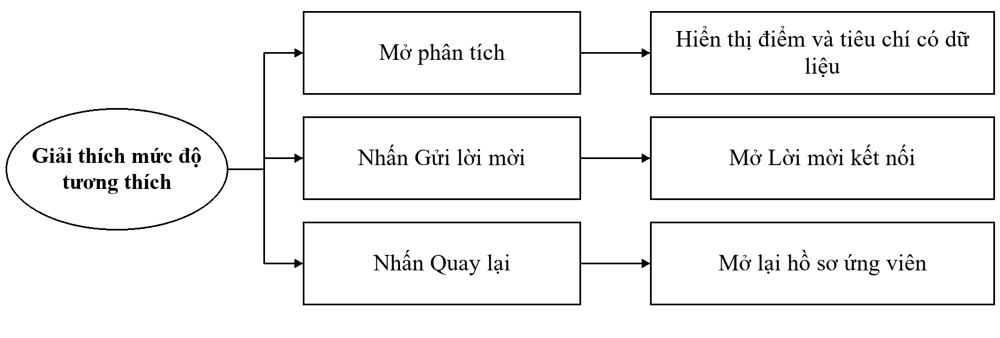 Giải thích mức độ
tương thích
Mở phân tích
Hiển thị điểm và tiêu chí có dữ
liệu
Nhấn Gửi lời mời
Mở Lời mời kết nối
Nhấn Quay lại
Mở lại hồ sơ ứng viên